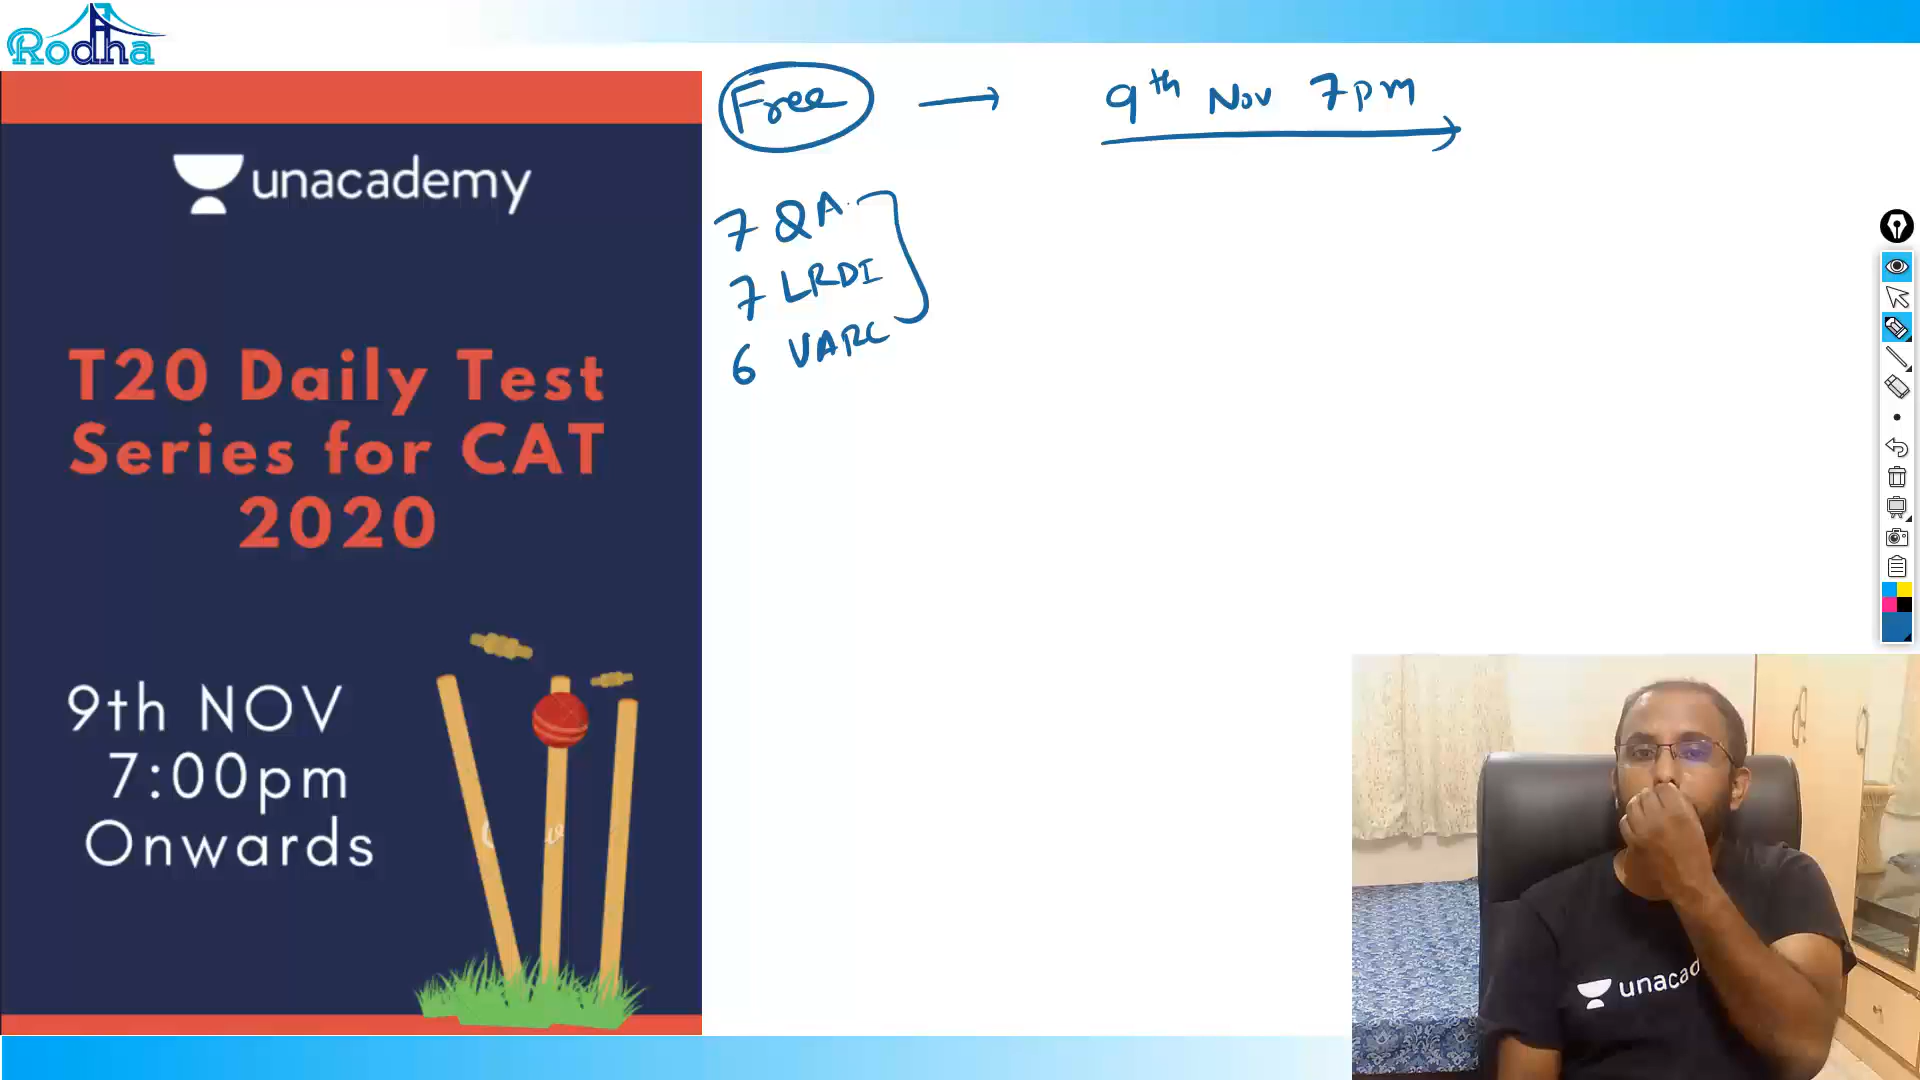 Rodha
unacademy
T20 Daily Test
Series for CAT
2020
9th NOV
7:00pm
Onwards
Free → 9th Nov 7pm
7 QA
7 LRDI
6 VARC
unacad